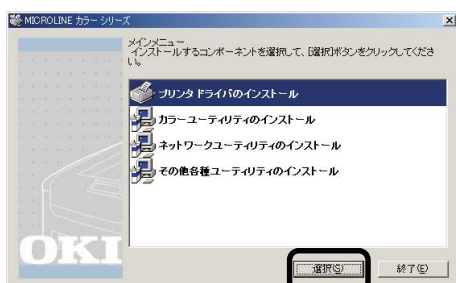 MICROLINE カラー シリーズ
メインメニュー
インストールするコンポーネントを選択して、[選択]ボタンをクリックしてくださ
い。
プリンタ ドライバのインストール
カラーユーティリティのインストール
ネットワークユーティリティのインストール
その他各種ユーティリティのインストール
OKI
選択(S)
終了(E)